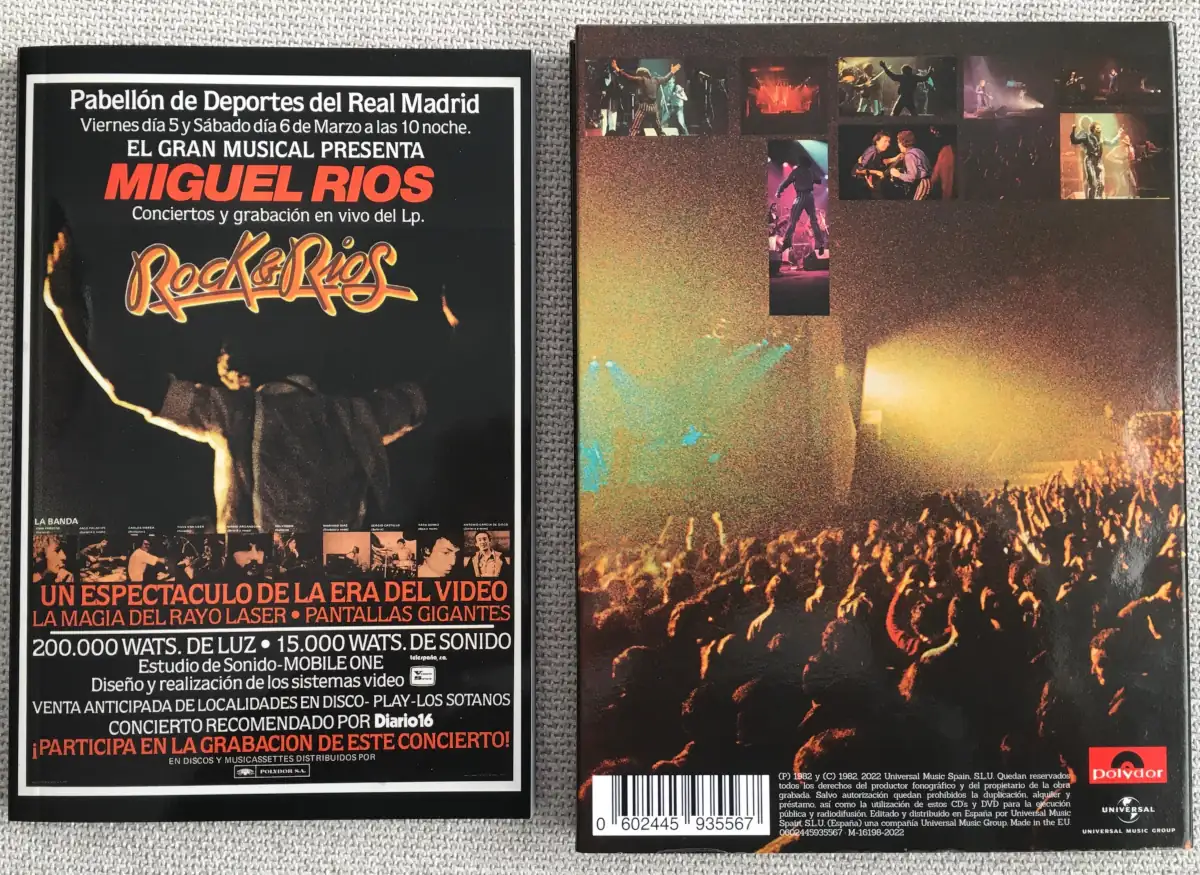 Pabellón de Deportes del Real Madrid
Viernes día 5 y Sábado día 6 de Marzo a las 10 noche.
EL GRAN MUSICAL PRESENTA
MIGUEL RIOS
Conciertos y grabación en vivo del Lp.
Rock & Rios
LA BANDA
UN ESPECTACULO DE LA ERA DEL VIDEO
LA MAGIA DEL RAYO LASER • PANTALLAS GIGANTES
200.000 WATS. DE LUZ • 15.000 WATS. DE SONIDO
Estudio de Sonido-MOBILE ONE
telespaña, s.a.
Diseño y realización de los sistemas video
VENTA ANTICIPADA DE LOCALIDADES EN DISCO- PLAY-LOS SOTANOS
CONCIERTO RECOMENDADO POR Diario16
¡PARTICIPA EN LA GRABACION DE ESTE CONCIERTO!
EN DISCOS Y MUSICASSETTES DISTRIBUIDOS POR
POLYDOR S.A.
0 602445 935567
(P) 1982 y (C) 1982, 2022 Universal Music Spain, S.L.U. Quedan reservados
todos los derechos del productor fonográfico y del propietario de la obra
grabada. Salvo autorización quedan prohibidos la duplicación, alquiler y
préstamo, así como la utilización de estos CD's y DVD para la ejecución
pública y radiodifusión. Editado y distribuido en España por Universal Music
Spain, S.L.U. (España) una compañía Universal Music Group. Made in the E.U.
0602445935567 M-16198-2022
polydor
UNIVERSAL
UNIVERSAL MUSIC GROUP